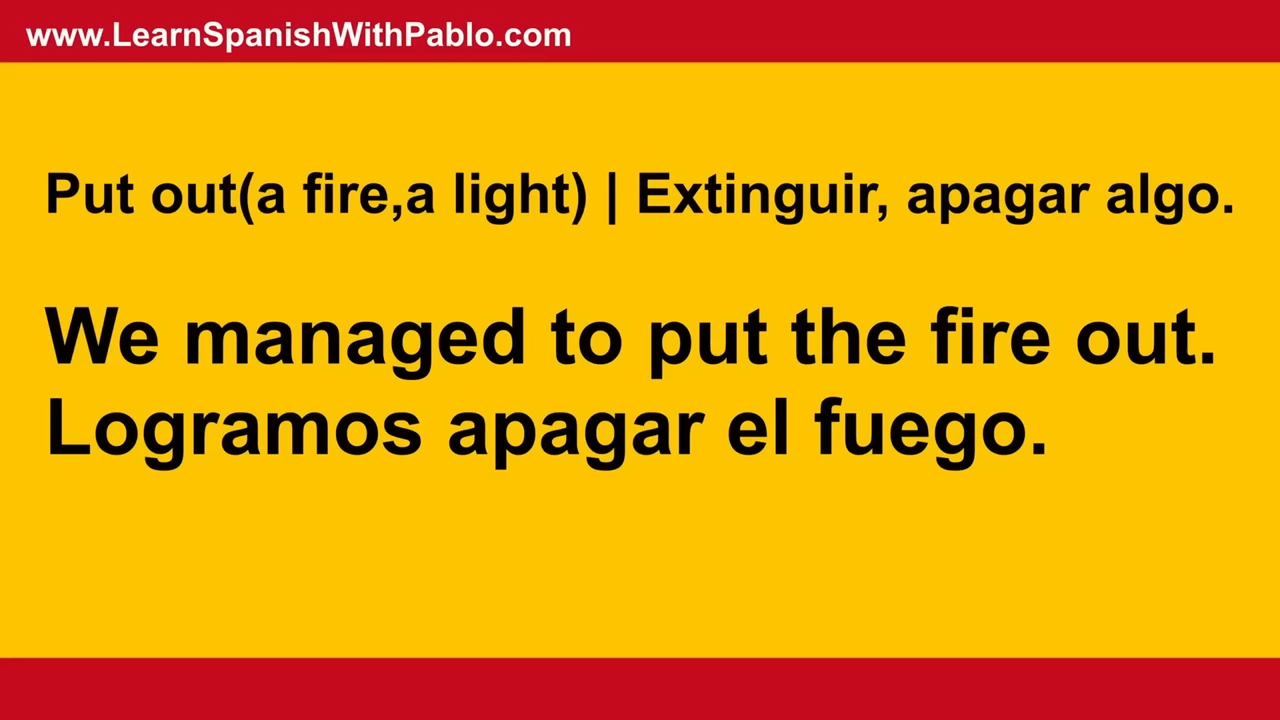 www.LearnSpanishWithPablo.com
Put out(a fire,a light) | Extinguir, apagar algo.
We managed to put the fire out.
Logramos apagar el fuego.